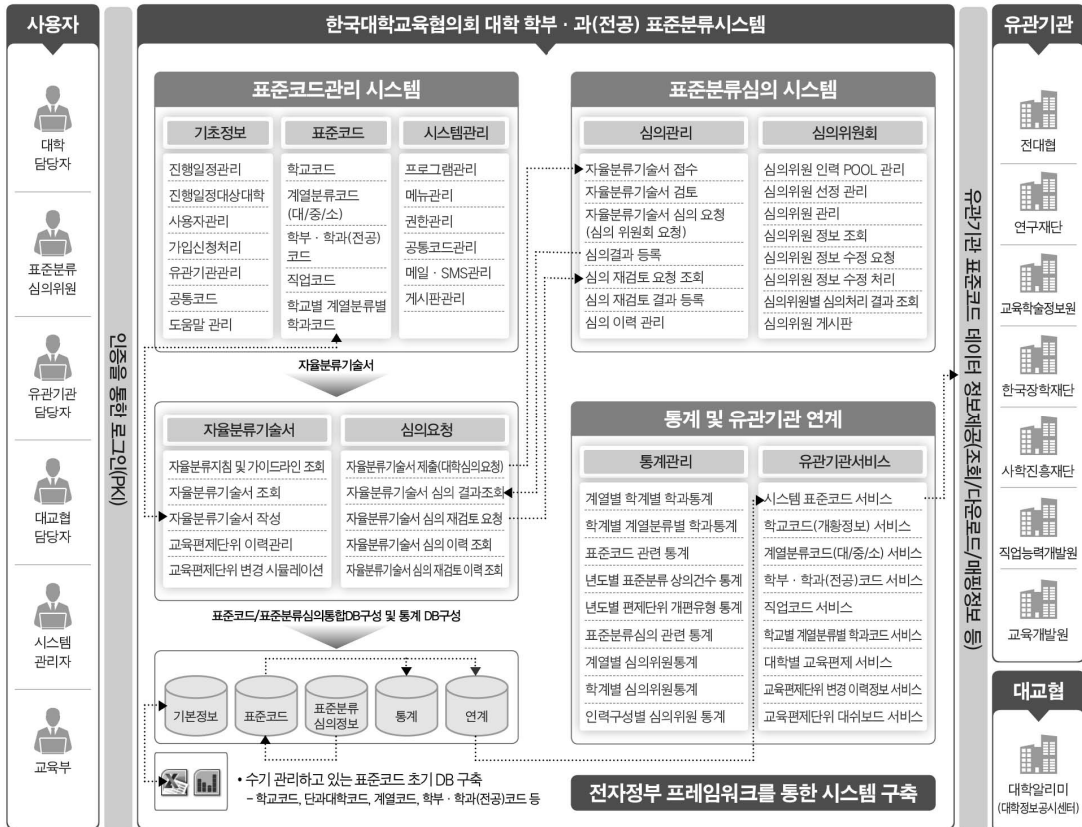 사용자
대학
담당자
표준분류
심의위원
유관기관
담당자
대교협
담당자
시스템
관리자
교육부
인증을 통한 로그인(PKI)
한국대학교육협의회 대학 학부 · 과(전공) 표준분류시스템
표준코드관리 시스템
기초정보
진행일정관리
진행일정대상대학
사용자관리
가입신청처리
유관기관관리
공통코드
도움말 관리
표준코드
학교코드
계열분류코드
(대/중/소)
학부 · 학과(전공)
코드
직업코드
학교별 계열분류별
학과코드
시스템관리
프로그램관리
메뉴관리
권한관리
공통코드관리
메일 · SMS관리
게시판관리
자율분류기술서
자율분류기술서
자율분류지침 및 가이드라인 조회
자율분류기술서 조회
자율분류기술서 작성
교육편제단위 이력관리
교육편제단위 변경 시뮬레이션
심의요청
자율분류기술서 제출(대학심의요청)
자율분류기술서 심의 결과조회
자율분류기술서 심의 재검토 요청
자율분류기술서 심의 이력 조회
자율분류기술서 심의 재검토 이력 조회
표준코드/표준분류심의통합DB구성 및 통계 DB구성
기본정보
표준코드
표준분류
심의정보
통계
연계
• 수기 관리하고 있는 표준코드 초기 DB 구축
– 학교코드, 단과대학코드, 계열코드, 학부 · 학과(전공)코드 등
표준분류심의 시스템
심의관리
자율분류기술서 접수
자율분류기술서 검토
자율분류기술서 심의 요청
(심의 위원회 요청)
심의결과 등록
심의 재검토 요청 조회
심의 재검토 결과 등록
심의 이력 관리
심의위원회
심의위원 인력 POOL 관리
심의위원 선정 관리
심의위원 관리
심의위원 정보 조회
심의위원 정보 수정 요청
심의위원 정보 수정 처리
심의위원별 심의처리 결과 조회
심의위원 게시판
통계 및 유관기관 연계
통계관리
계열별 학계별 학과통계
학계별 계열분류별 학과통계
표준코드 관련 통계
년도별 표준분류 상의건수 통계
년도별 편제단위 개편유형 통계
표준분류심의 관련 통계
계열별 심의위원통계
학계별 심의위원통계
인력구성별 심의위원 통계
유관기관서비스
시스템 표준코드 서비스
학교코드(개황정보) 서비스
계열분류코드(대/중/소) 서비스
학부 · 학과(전공)코드 서비스
직업코드 서비스
학교별 계열분류별 학과코드 서비스
대학별 교육편제 서비스
교육편제단위 변경 이력정보 서비스
교육편제단위 대쉬보드 서비스
전자정부 프레임워크를 통한 시스템 구축
유관기관 표준코드 데이터 정보제공(조회/다운로드/매핑정보 등)
유관기관
전대협
연구재단
교육학술정보원
한국장학재단
사학진흥재단
직업능력개발원
교육개발원
대교협
대학알리미
(대학정보공시센터)